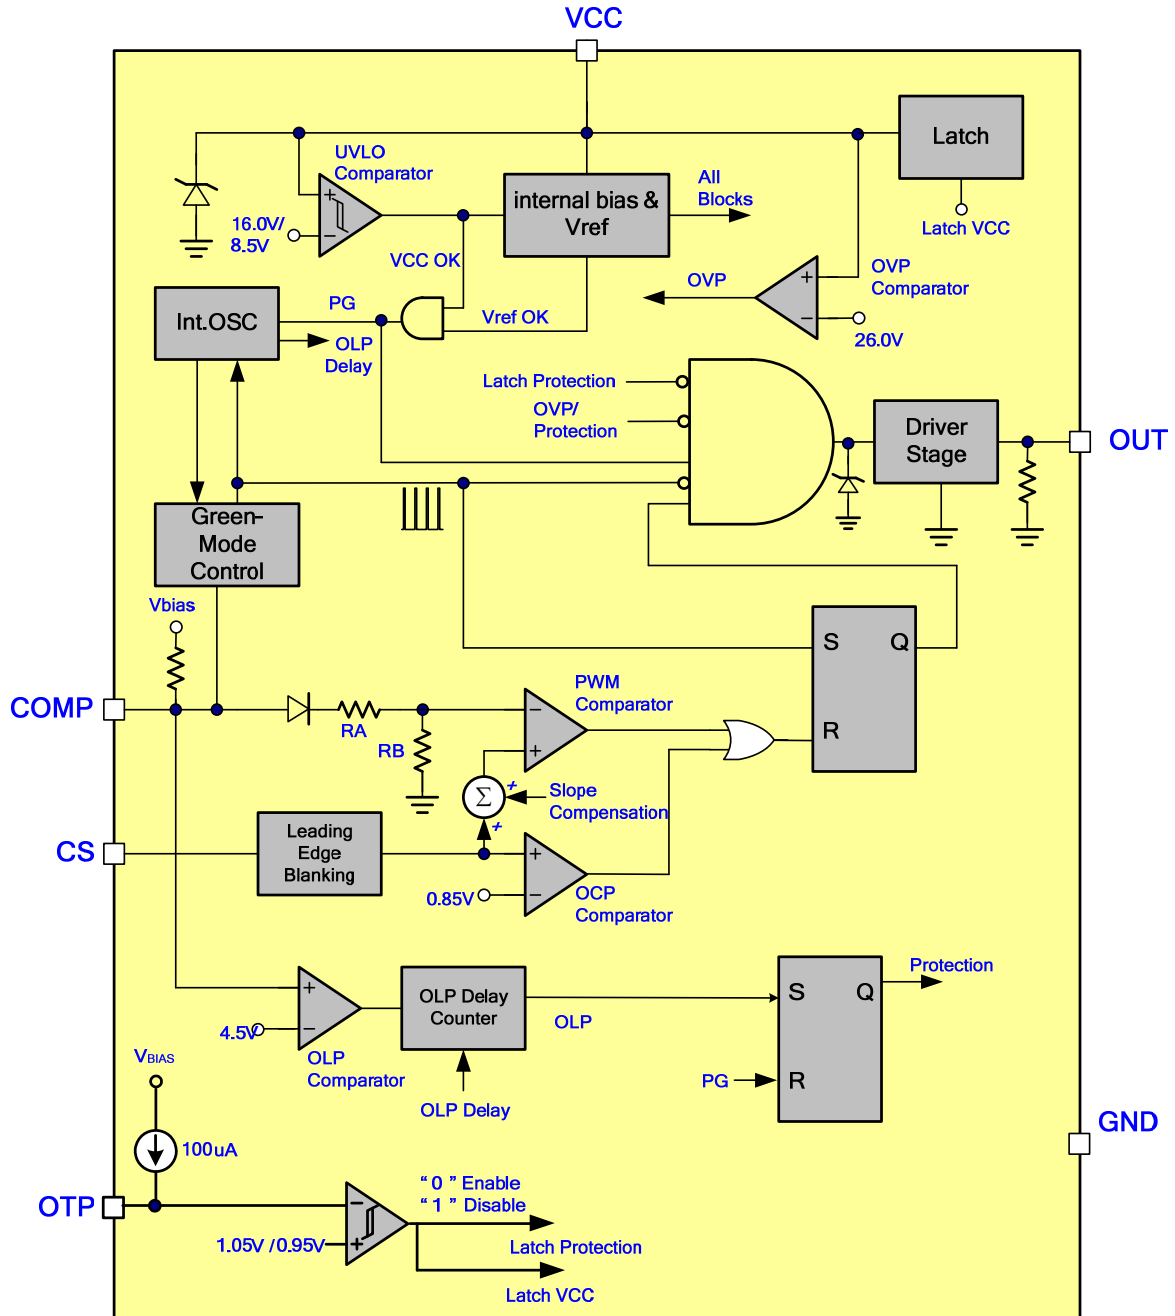 VCC
Latch
UVLO
Comparator
All
Blocks
internal bias &
Vref
16.0V/
8.5V
+
−
Latch VCC
VCC OK
OVP
OVP
Comparator
+
−
26.0V
PG
Vref OK
Int.OSC
OLP
Delay
Latch Protection
OVP/
Protection
Driver
Stage
OUT
Green-
Mode
Control
Vbias
S
Q
R
COMP
PWM
Comparator
−
+
RA
RB
Σ
+
+
Slope
Compensation
Leading
Edge
Blanking
CS
+
−
0.85V
OCP
Comparator
Protection
S
Q
R
+
−
OLP Delay
Counter
OLP
4.5V
OLP
Comparator
PG
OLP Delay
VBIAS
100uA
GND
OTP
“ 0 ” Enable
“ 1 ” Disable
−
+
1.05V /0.95V
Latch Protection
Latch VCC